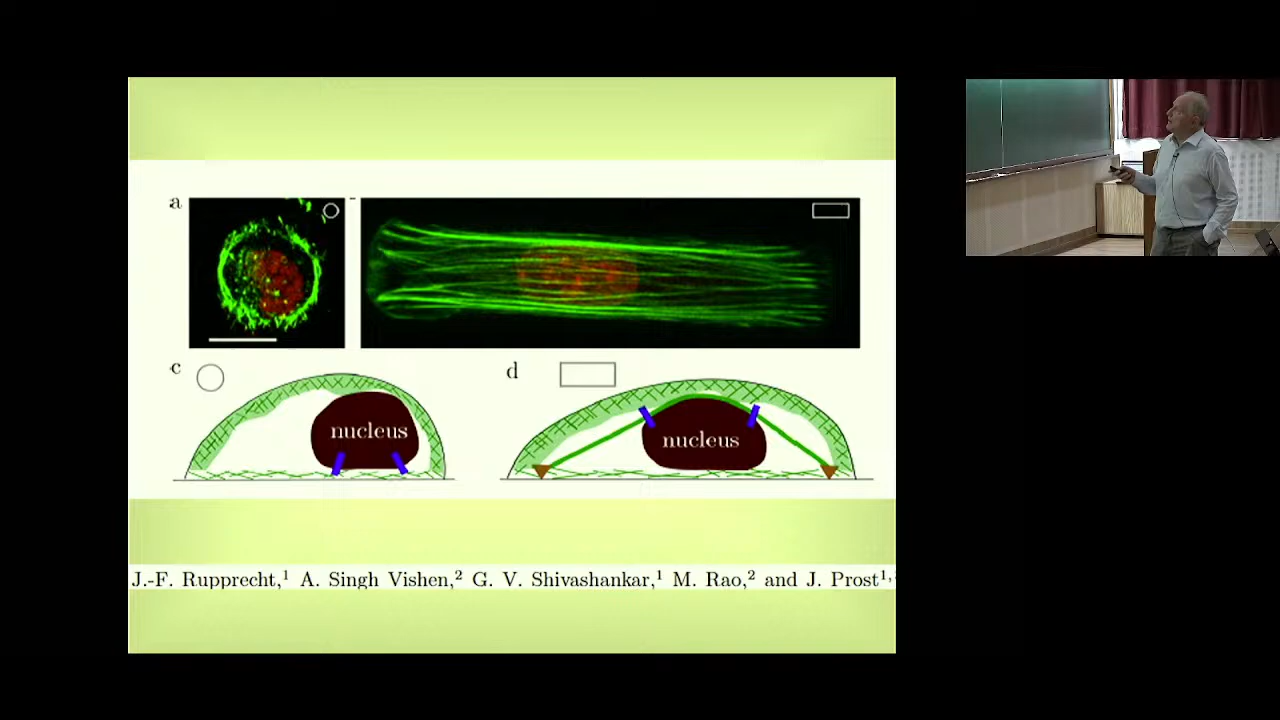 a
c
d
nucleus
nucleus
J.-F. Rupprecht,¹ A. Singh Vishen,² G. V. Shivashankar,¹ M. Rao,² and J. Prost¹,